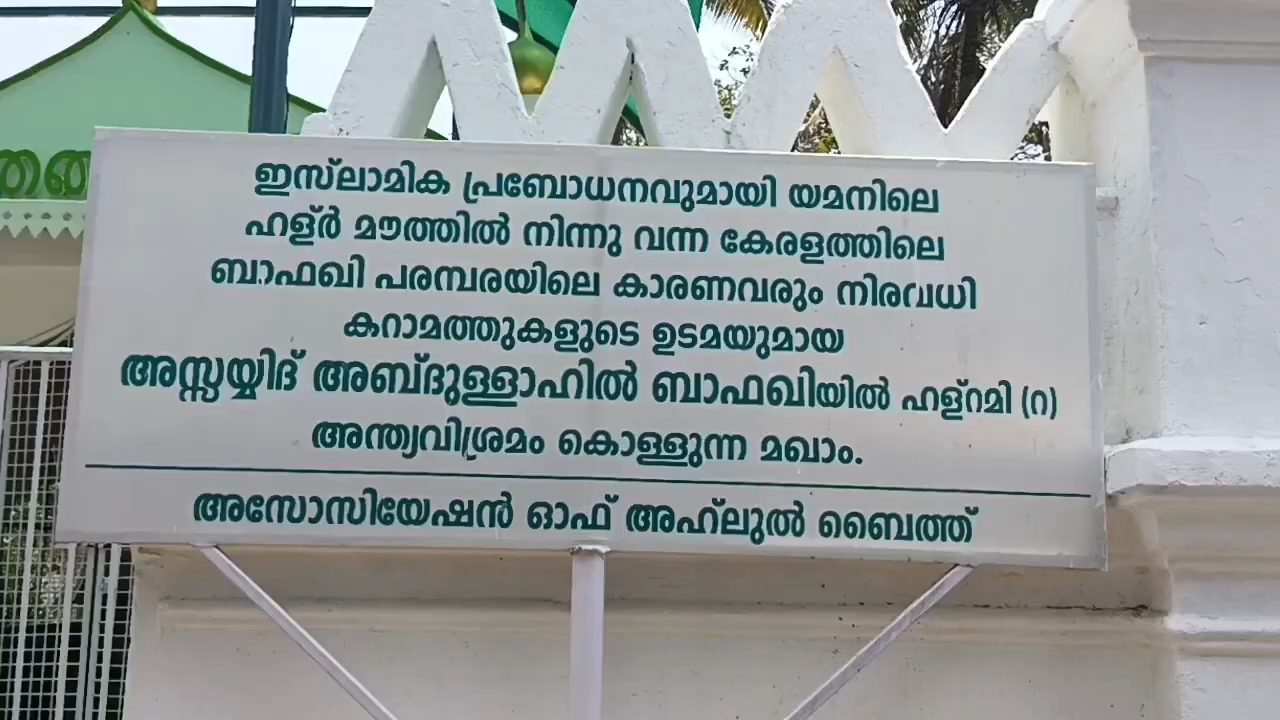 ഇസ്‌ലാമിക പ്രബോധനവുമായി യമനിലെ
ഹള്ർ മൗത്തിൽ നിന്നു വന്ന കേരളത്തിലെ
ബാഫഖി പരമ്പരയിലെ കാരണവരും നിരവധി
കറാമത്തുകളുടെ ഉടമയുമായ
അസ്സയ്യിദ് അബ്ദുള്ളാഹിൽ ബാഫഖിയിൽ ഹള്റമി (റ)
അന്ത്യവിശ്രമം കൊള്ളുന്ന മഖാം.
അസോസിയേഷൻ ഓഫ് അഹ്‌ലുൽ ബൈത്ത്